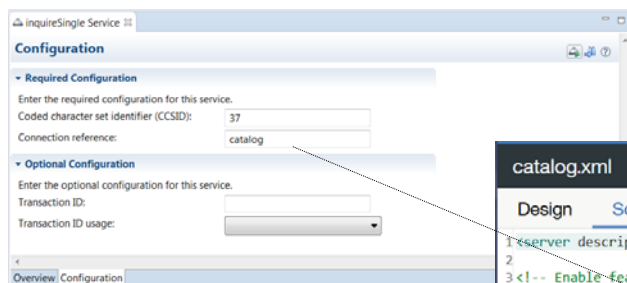 inquireSingle Service
Configuration
Required Configuration
Enter the required configuration for this service.
Coded character set identifier (CCSID): 37
Connection reference: catalog
Optional Configuration
Enter the optional configuration for this service.
Transaction ID:
Transaction ID usage:
Overview Configuration
catalog.xml
Design
1 <server
2
3 <!-- Enable